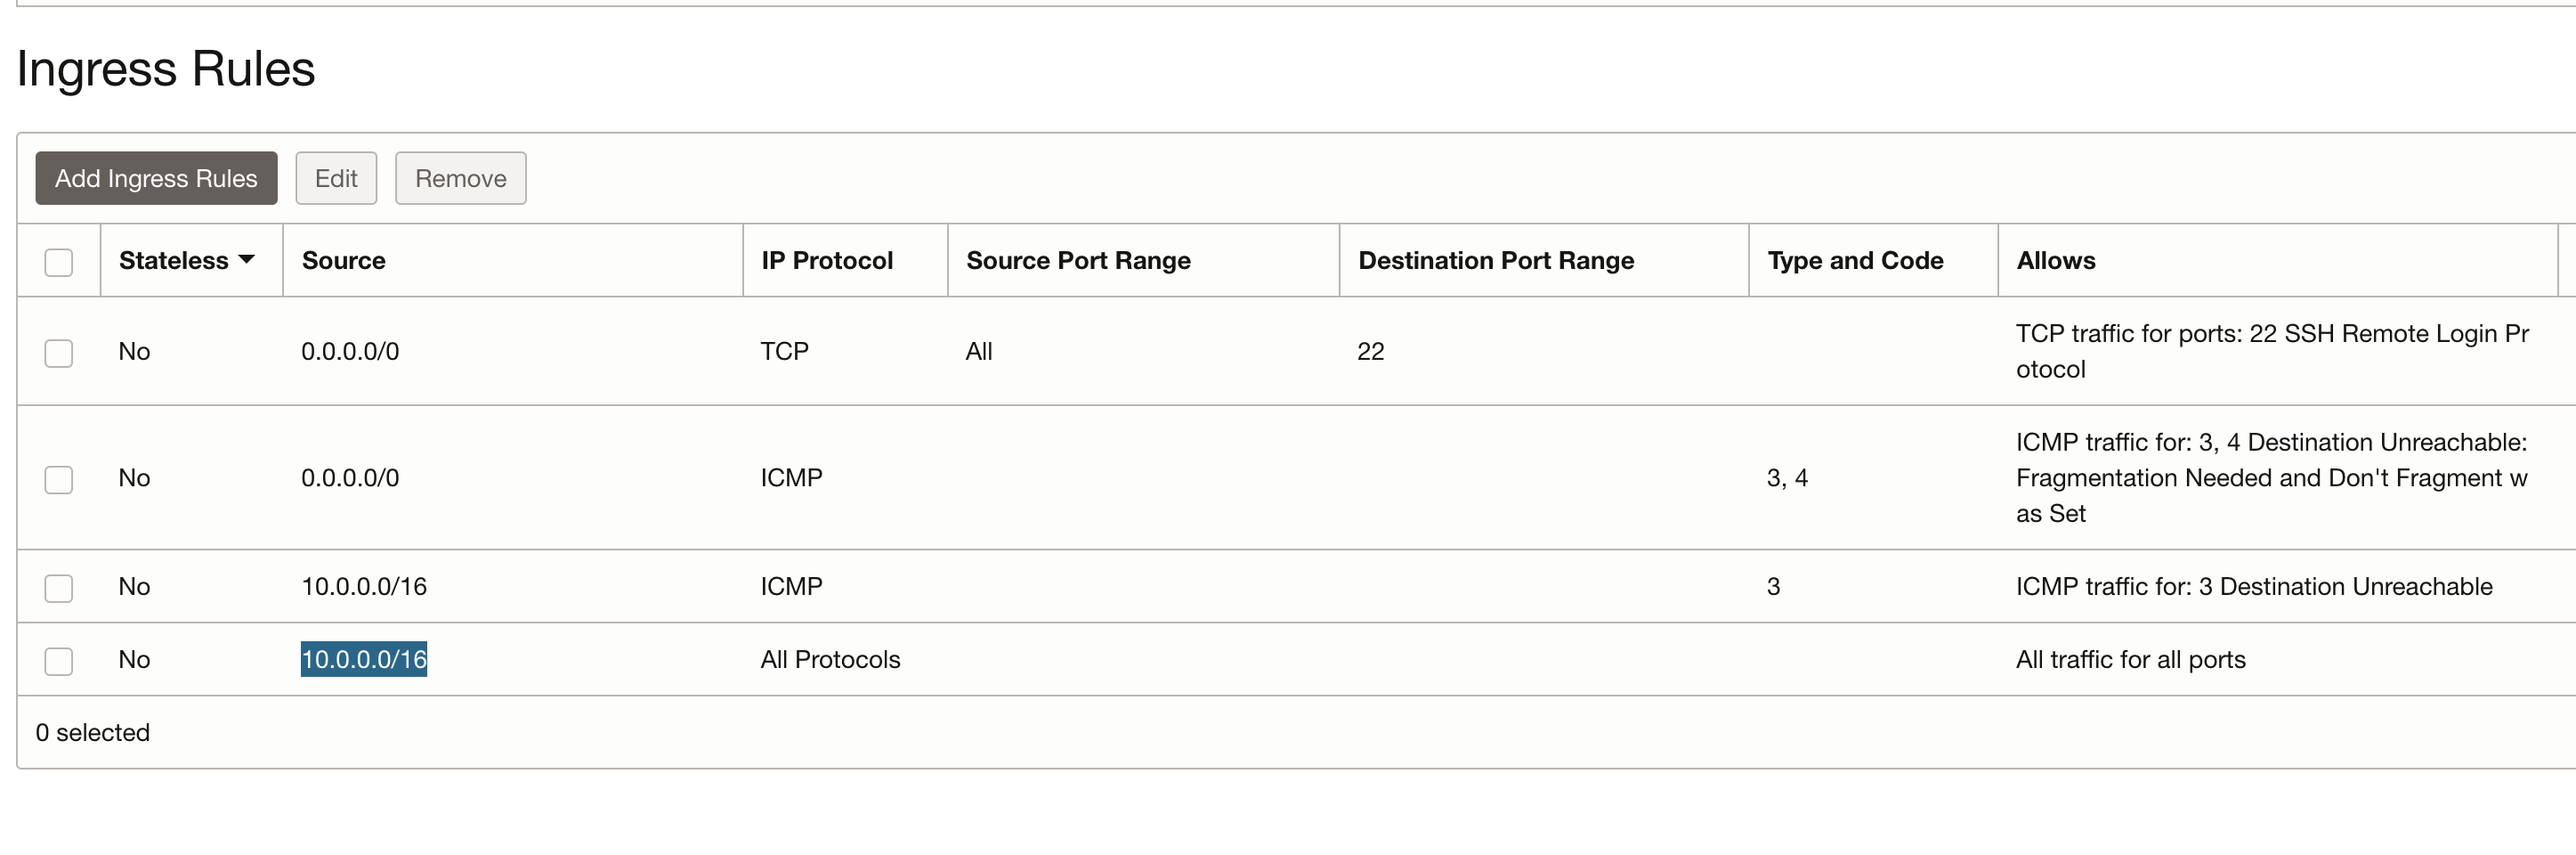 Ingress Rules
Add Ingress Rules Edit Remove
Stateless Source IP Protocol Source Port Range Destination Port Range Type and Code Allows
No 0.0.0.0/0 TCP All 22 TCP traffic for ports: 22 SSH Remote Login Pr
otocol
No 0.0.0.0/0 ICMP 3, 4 ICMP traffic for: 3, 4 Destination Unreachable:
Fragmentation Needed and Don't Fragment w
as Set
No 10.0.0.0/16 ICMP 3 ICMP traffic for: 3 Destination Unreachable
No 10.0.0.0/16 All Protocols All traffic for all ports
0 selected